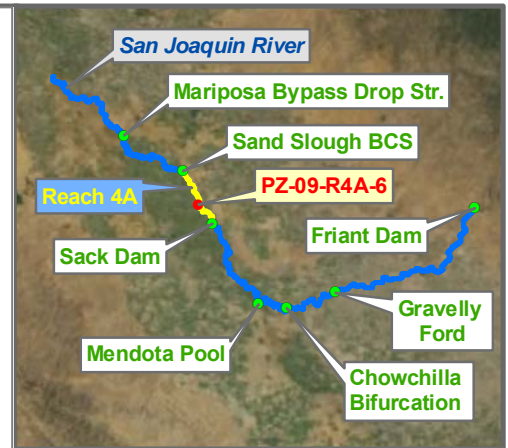 San Joaquin River
Mariposa Bypass Drop Str.
Sand Slough BCS
Reach 4A
PZ-09-R4A-6
Sack Dam
Friant Dam
Mendota Pool
Gravelly
Ford
Chowchilla
Bifurcation